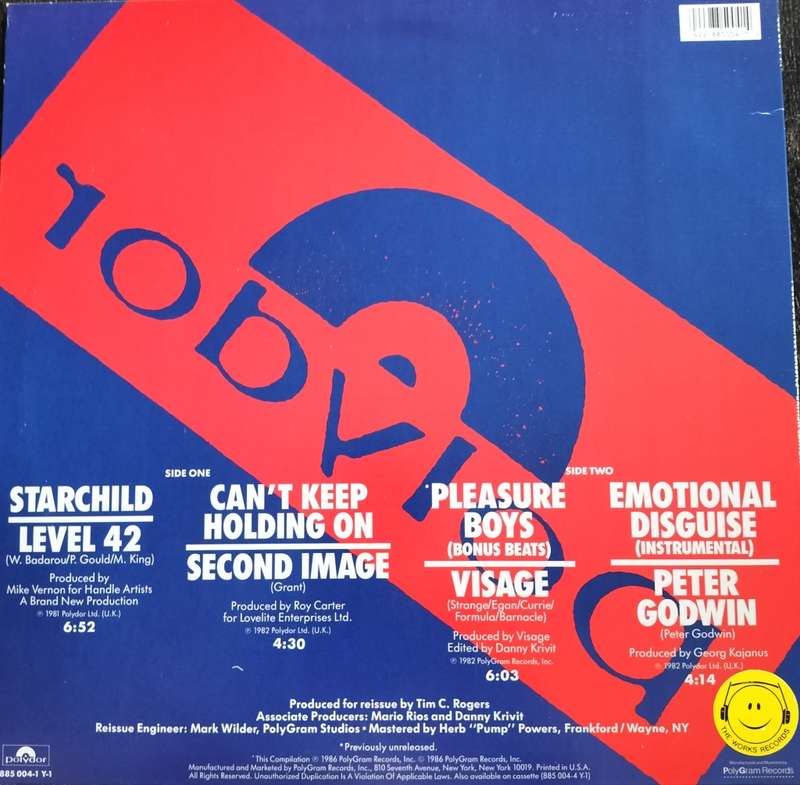 SIDE ONE
STARCHILD
LEVEL 42
(W. Badarou/P. Gould/M. King)
Produced by
Mike Vernon for Handle Artists
A Brand New Production
℗ 1981 Polydor Ltd. (U.K.)
6:52
CAN'T KEEP
HOLDING ON
SECOND IMAGE
(Grant)
Produced by Roy Carter
for Lovelite Enterprises Ltd.
℗ 1982 Polydor Ltd. (U.K.)
4:30
SIDE TWO
*PLEASURE
BOYS
(BONUS BEATS)
VISAGE
(Strange/Egan/Currie/
Formula/Barnacle)
Produced by Visage
Edited by Danny Krivit
℗ 1982 PolyGram Records, Inc.
6:03
EMOTIONAL
DISGUISE
(INSTRUMENTAL)
PETER
GODWIN
(Peter Godwin)
Produced by Georg Kajanus
℗ 1982 Polydor Ltd. (U.K.)
4:14
Produced for reissue by Tim C. Rogers
Associate Producers: Mario Rios and Danny Krivit
Reissue Engineer: Mark Wilder, PolyGram Studios • Mastered by Herb "Pump" Powers, Frankford/Wayne, NY
*Previously unreleased.
This Compilation ℗ 1986 PolyGram Records, Inc. © 1986 PolyGram Records, Inc.
Manufactured and Marketed by PolyGram Records, Inc., 810 Seventh Avenue, New York, New York 10019. Printed in U.S.A.
All Rights Reserved. Unauthorized Duplication Is A Violation Of Applicable Laws. Also available on cassette (885 004-4 Y-1)
polydor
885 004-1 Y-1
THE WORKS RECORDS
Manufactured and Marketed by
PolyGram Records